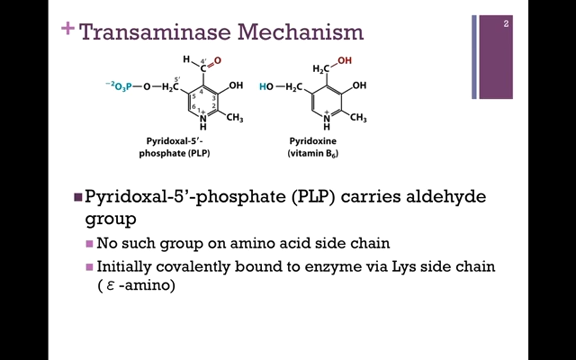 2
+ Transaminase Mechanism
H 4' O
C
5'
⁻²O₃P—O—H₂C
4
5 3
6 2
1
OH
+
N
H
CH₃
Pyridoxal-5′-
phosphate (PLP)
OH
H₂C
HO—H₂C
OH
+
N
H
CH₃
Pyridoxine
(vitamin B₆)
Pyridoxal-5'-phosphate (PLP) carries aldehyde
group
No such group on amino acid side chain
Initially covalently bound to enzyme via Lys side chain
(ε-amino)